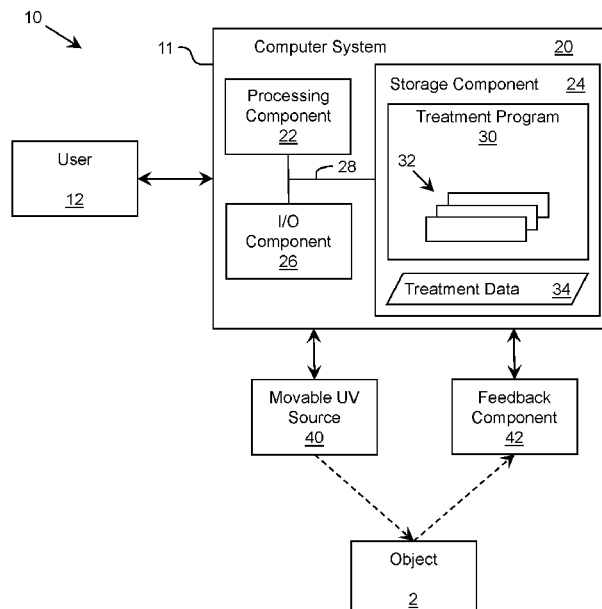 10
11
Computer System 20
Processing
Component
22
Storage Component 24
Treatment Program
30
32
User
12
28
I/O
Component
26
Treatment Data 34
Movable UV
Source
40
Feedback
Component
42
Object
2